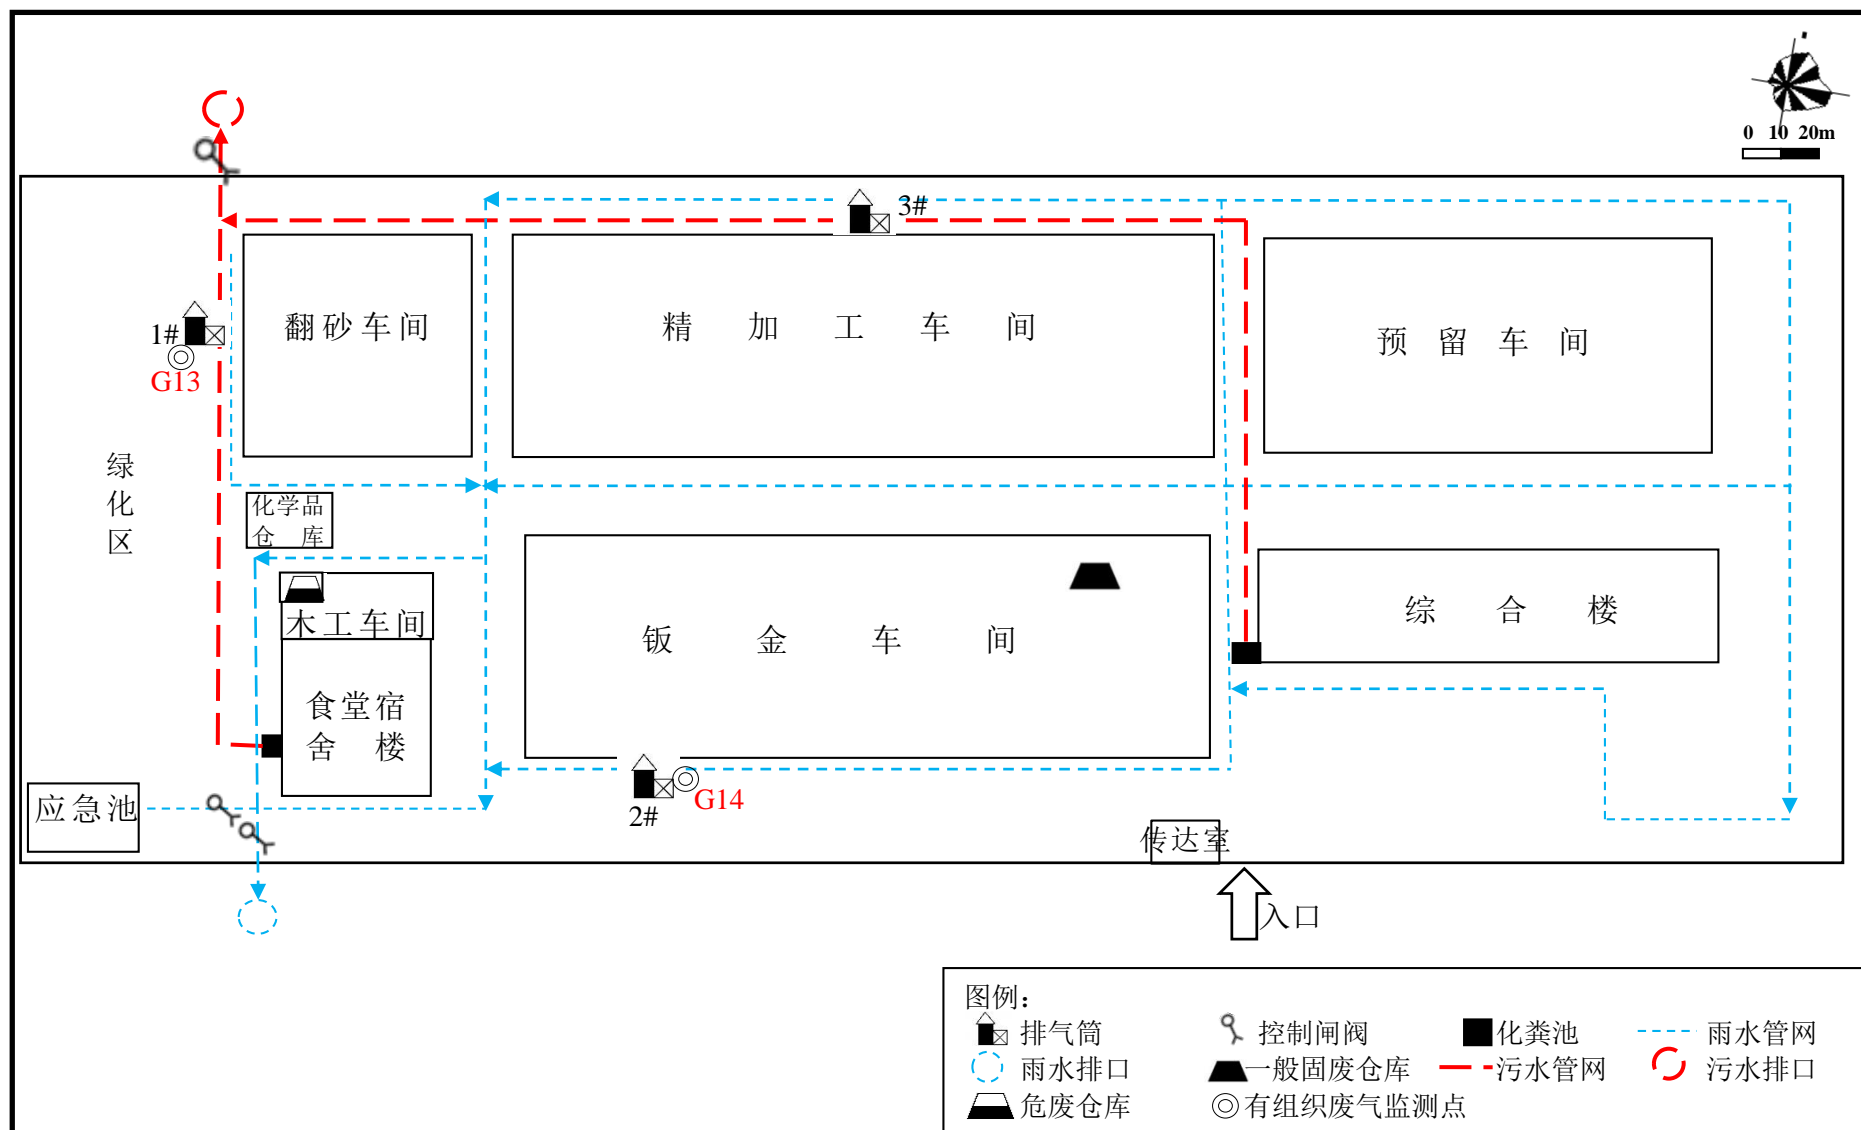 0 10 20m
3#
翻砂车间
精加工车间
预留车间
1#
G13
绿化区
化学品
仓库
木工车间
钣金车间
综合楼
食堂宿
舍楼
应急池
G14
2#
传达室
入口
图例：
排气筒 控制闸阀 化粪池 雨水管网
雨水排口 一般固废仓库 污水管网 污水排口
危废仓库 有组织废气监测点